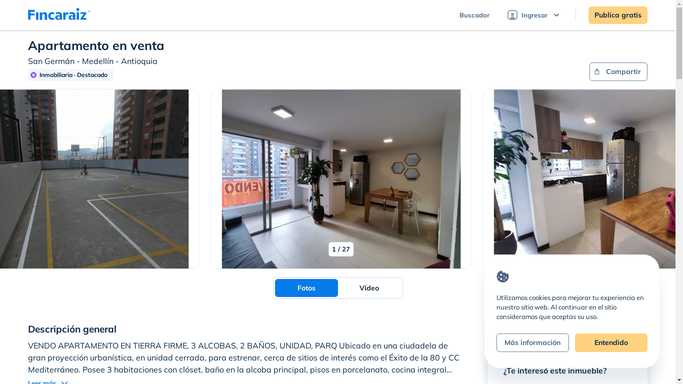 Fincaraiz
Buscador
Ingresar
Publica gratis
Apartamento en venta
San Germán - Medellín - Antioquia
Inmobiliaria - Destacado
Compartir
VENDO
1 / 27
Fotos
Video
Utilizamos cookies para mejorar tu experiencia en
nuestro sitio web. Al continuar en el sitio
consideramos que aceptas su uso.
Más información
Entendido
¿Te interesó este inmueble?
Descripción general
VENDO APARTAMENTO EN TIERRA FIRME, 3 ALCOBAS, 2 BAÑOS, UNIDAD, PARQ Ubicado en una ciudadela de
gran proyección urbanística, en unidad cerrada, para estrenar, cerca de sitios de interés como el Éxito de la 80 y CC
Mediterráneo. Posee 3 habitaciones con clóset, baño en la alcoba principal, pisos en porcelanato, cocina integral...
Leer más